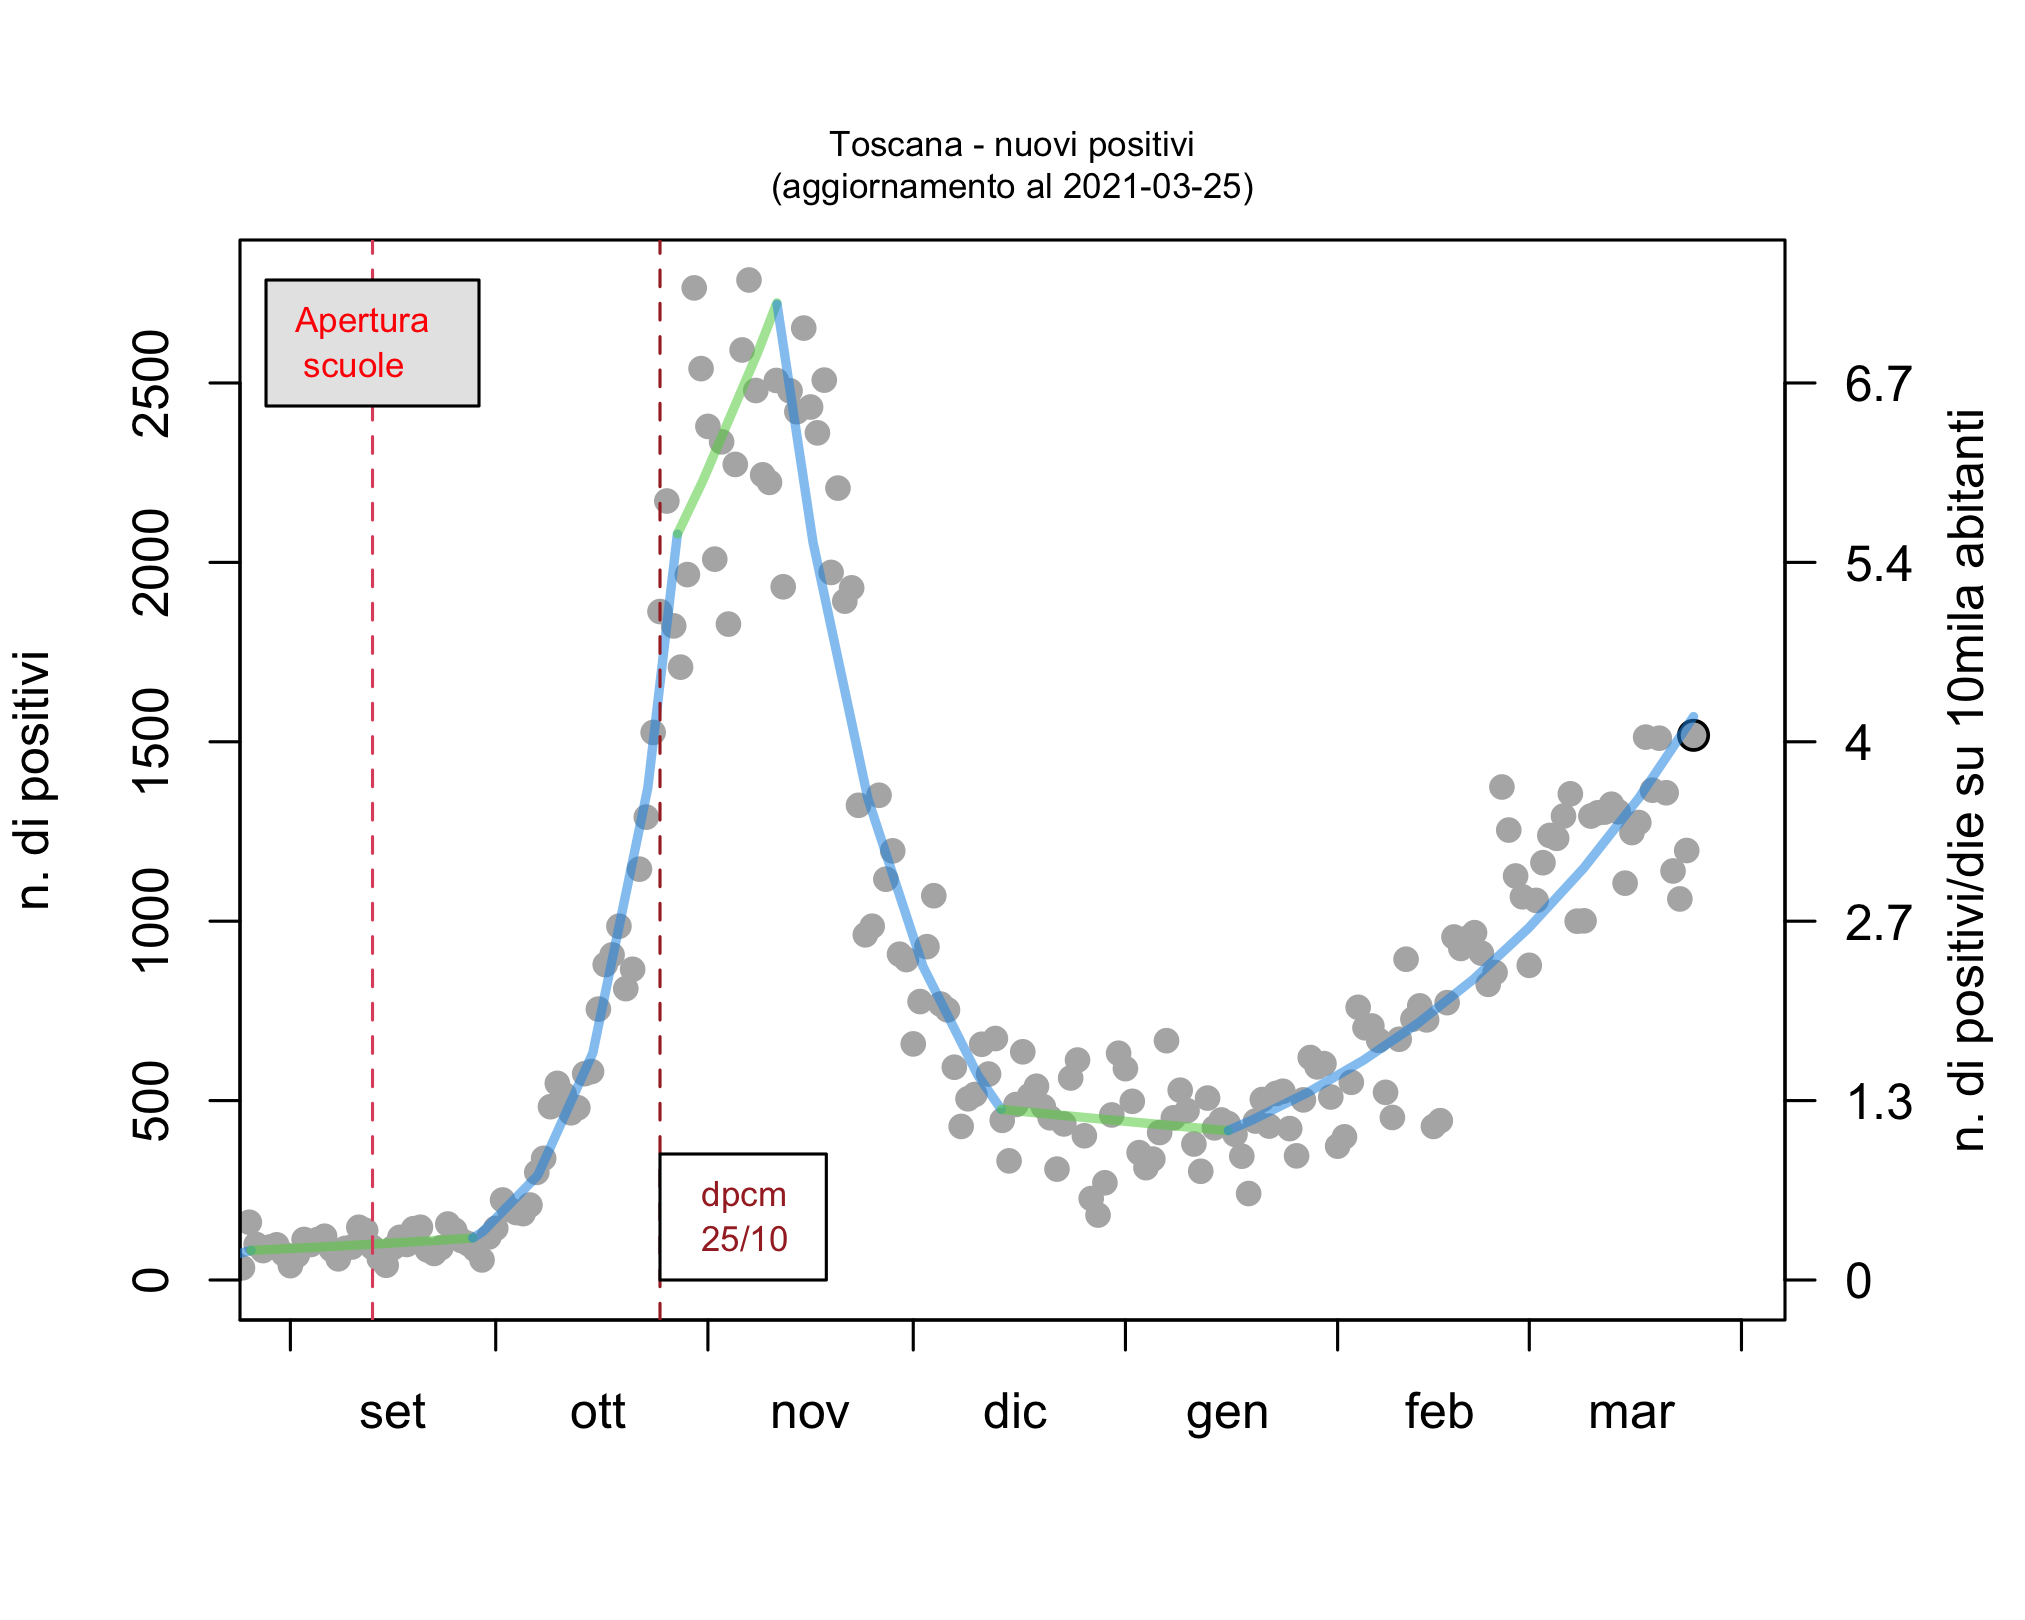 Toscana - nuovi positivi
(aggiornamento al 2021-03-25)
Apertura
scuole
dpcm
25/10
n. di positivi
2500
2000
1500
1000
500
0
6.7
5.4
4
2.7
1.3
0
n. di positivi/die su 10mila abitanti
set ott nov dic gen feb mar